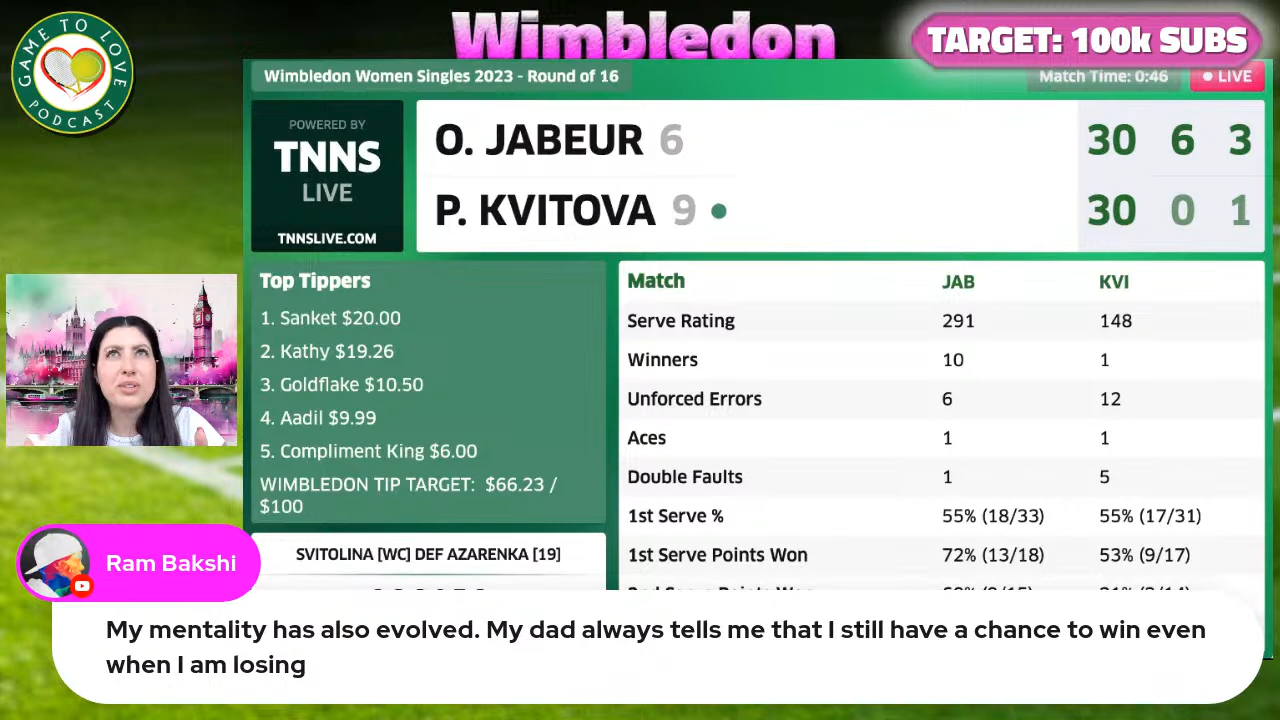 GAME TO LOVE
PODCAST
Wimbledon
TARGET: 100k SUBS
Wimbledon Women Singles 2023 - Round of 16
Match Time: 0:46
LIVE
POWERED BY
TNNS
LIVE
TNNSLIVE.COM
O. JABEUR 6 30 6 3
P. KVITOVA 9 30 0 1
Top Tippers
1. Sanket $20.00
2. Kathy $19.26
3. Goldflake $10.50
4. Aadil $9.99
5. Compliment King $6.00
WIMBLEDON TIP TARGET: $66.23 /
$100
SVITOLINA [WC] DEF AZARENKA [19]
Match JAB KVI
Serve Rating 291 148
Winners 10 1
Unforced Errors 6 12
Aces 1 1
Double Faults 1 5
1st Serve % 55% (18/33) 55% (17/31)
1st Serve Points Won 72% (13/18) 53% (9/17)
Ram Bakshi
My mentality has also evolved. My dad always tells me that I still have a chance to win even
when I am losing